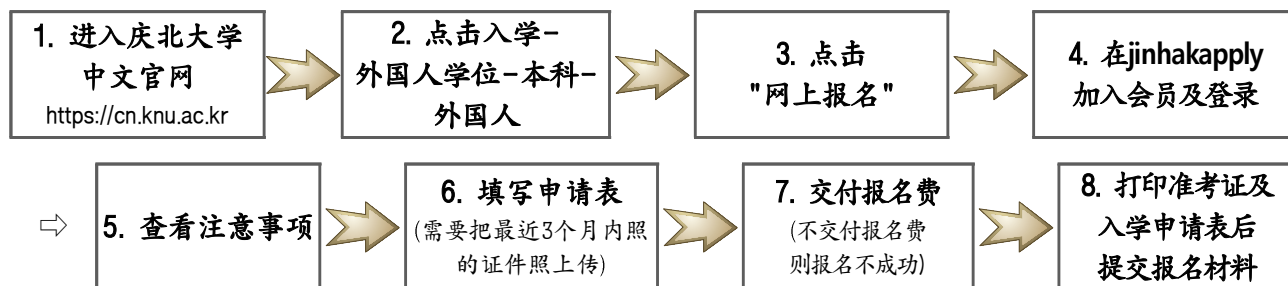 1. 进入庆北大学
中文官网
https://cn.knu.ac.kr
2. 点击入学-
外国人学位-本科-
外国人
3. 点击
"网上报名"
4. 在jinhakapply
加入会员及登录
⇨
5. 查看注意事项
6. 填写申请表
(需要把最近3个月内照
的证件照上传)
7. 交付报名费
(不交付报名费
则报名不成功)
8. 打印准考证及
入学申请表后
提交报名材料